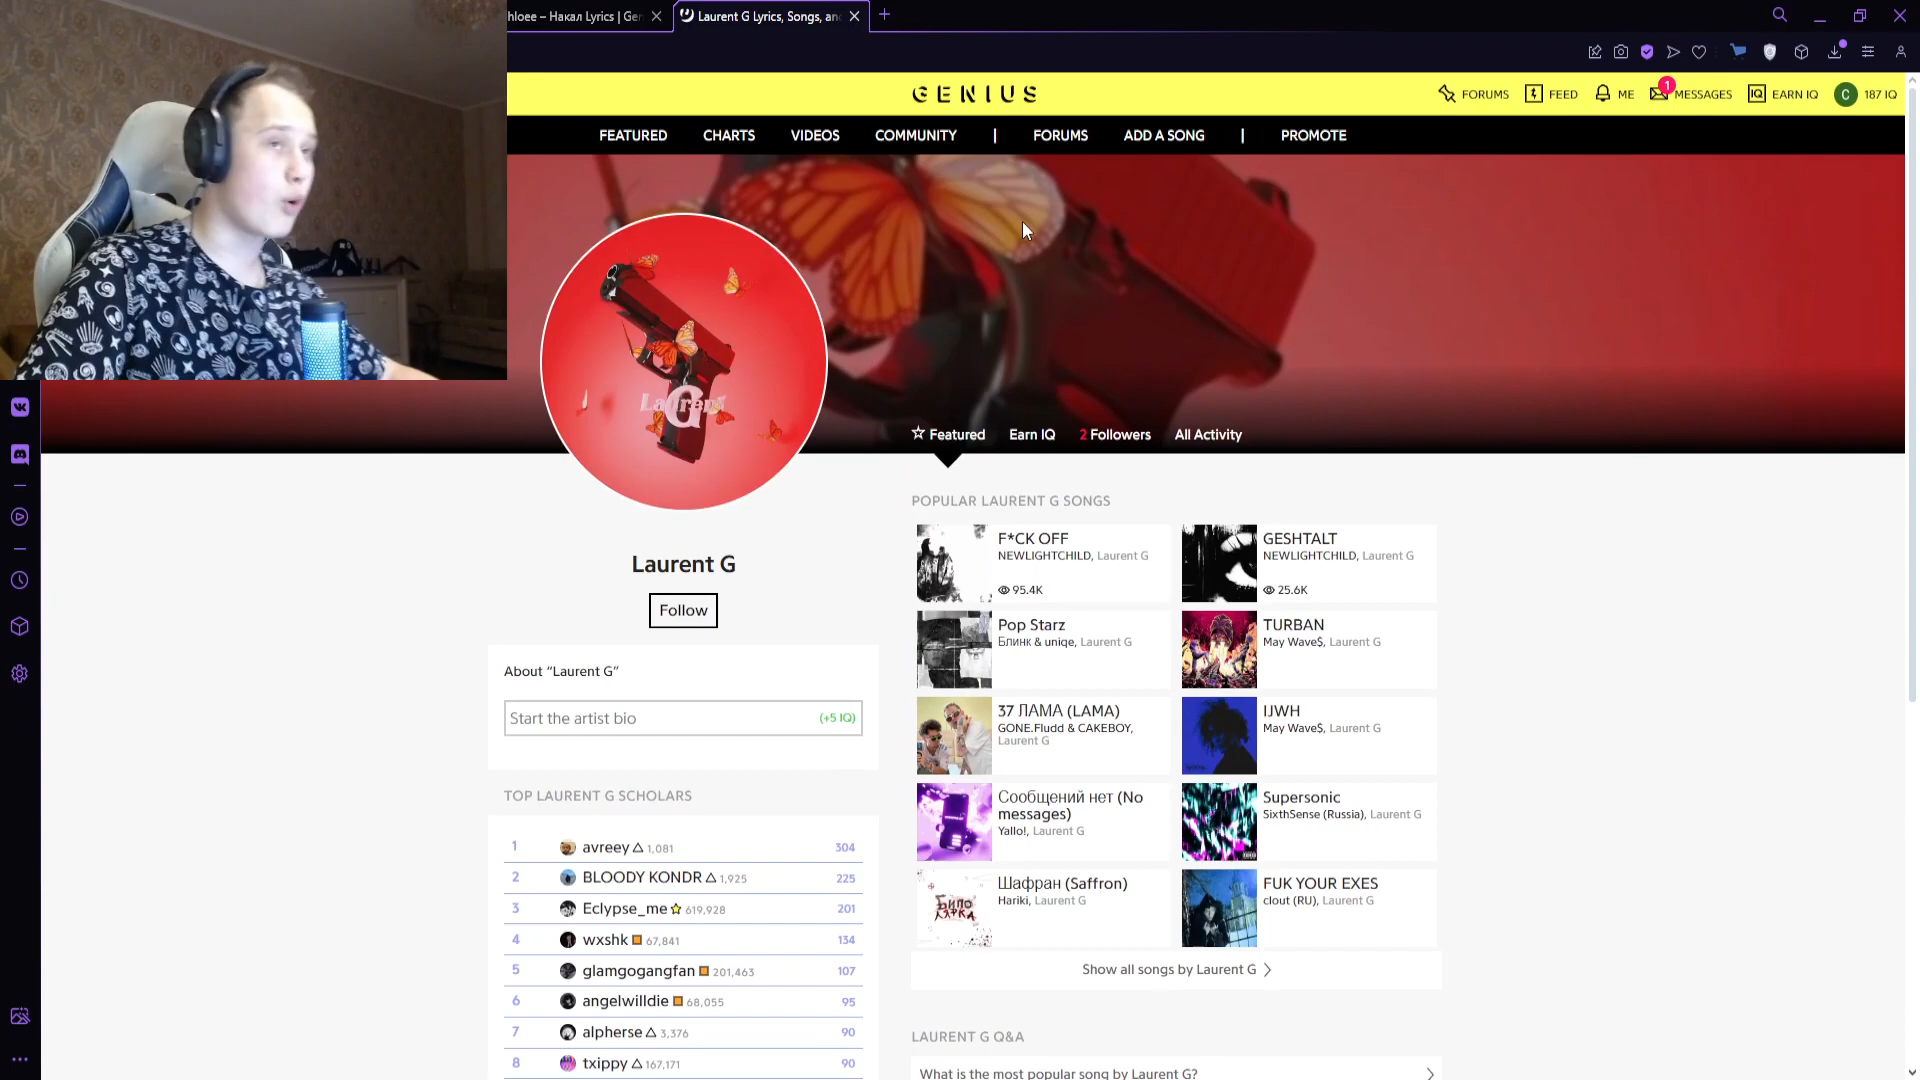 hloee – Накал Lyrics | Ger
Laurent G Lyrics, Songs, an
GENIUS
FORUMS
FEED
ME
1
MESSAGES
IQ
EARN IQ
C
187 IQ
FEATURED
CHARTS
VIDEOS
COMMUNITY
|
FORUMS
ADD A SONG
|
PROMOTE
Laurent
G
Featured
Earn IQ
2 Followers
All Activity
Laurent G
Follow
About “Laurent G”
Start the artist bio
(+5 IQ)
TOP LAURENT G SCHOLARS
1 avreey 1,081 304
2 BLOODY KONDR 1,925 225
3 Eclypse_me 619,928 201
4 wxshk 67,841 134
5 glamgogangfan 201,463 107
6 angelwilldie 68,055 95
7 alpherse 3,376 90
8 txippy 167,171 90
POPULAR LAURENT G SONGS
F*CK OFF
NEWLIGHTCHILD, Laurent G
95.4K
GESHTALT
NEWLIGHTCHILD, Laurent G
25.6K
Pop Starz
Блинк & uniqe, Laurent G
TURBAN
May Wave$, Laurent G
37 ЛАМА (LAMA)
GONE.Fludd & CAKEBOY,
Laurent G
IJWH
May Wave$, Laurent G
Сообщений нет (No
messages)
Yallo!, Laurent G
Supersonic
SixthSense (Russia), Laurent G
БИПО
ЛЯРКА
Шафран (Saffron)
Hariki, Laurent G
FUK YOUR EXES
clout (RU), Laurent G
Show all songs by Laurent G
LAURENT G Q&A
What is the most popular song by Laurent G?